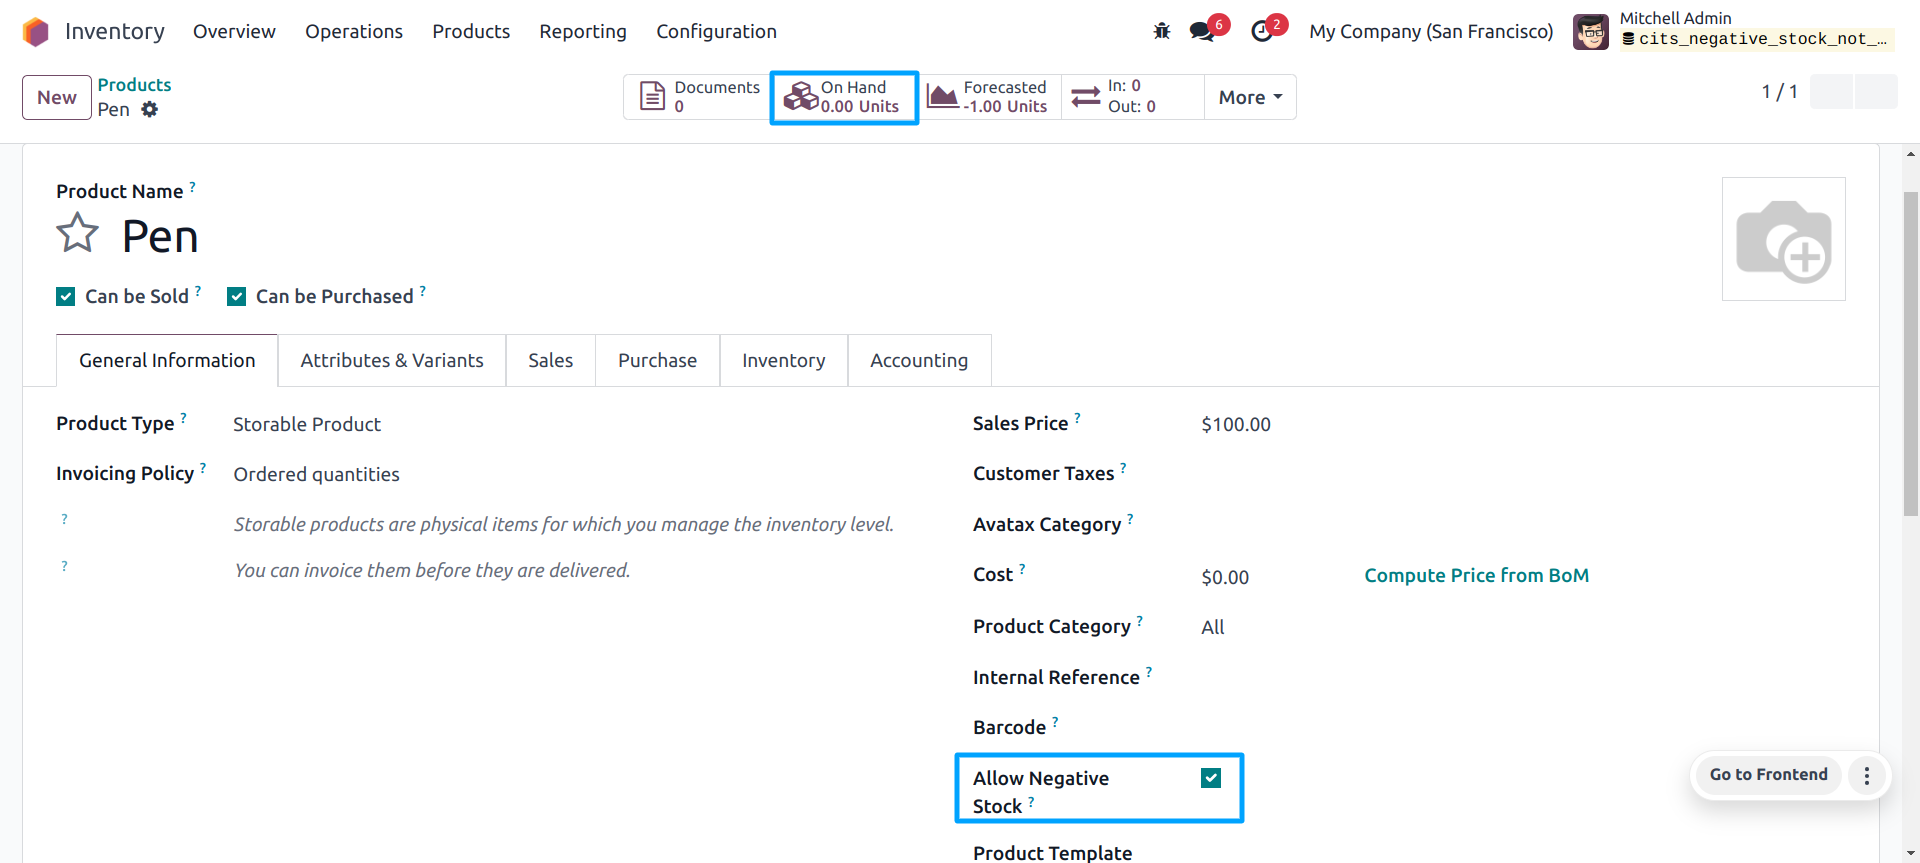 Inventory Overview Operations Products Reporting Configuration 6 2 My Company (San Francisco) Mitchell Admin
cits_negative_stock_not_...
New Products
Pen
Documents
0
On Hand
0.00 Units
Forecasted
-1.00 Units
In: 0
Out: 0
More
1 / 1
Product Name ?
Pen
Can be Sold ? Can be Purchased ?
General Information Attributes & Variants Sales Purchase Inventory Accounting
Product Type ? Storable Product
Invoicing Policy ? Ordered quantities
? Storable products are physical items for which you manage the inventory level.
? You can invoice them before they are delivered.
Sales Price ? $100.00
Customer Taxes ?
Avatax Category ?
Cost ? $0.00 Compute Price from BoM
Product Category ? All
Internal Reference ?
Barcode ?
Allow Negative
Stock ?
Product Template
Go to Frontend